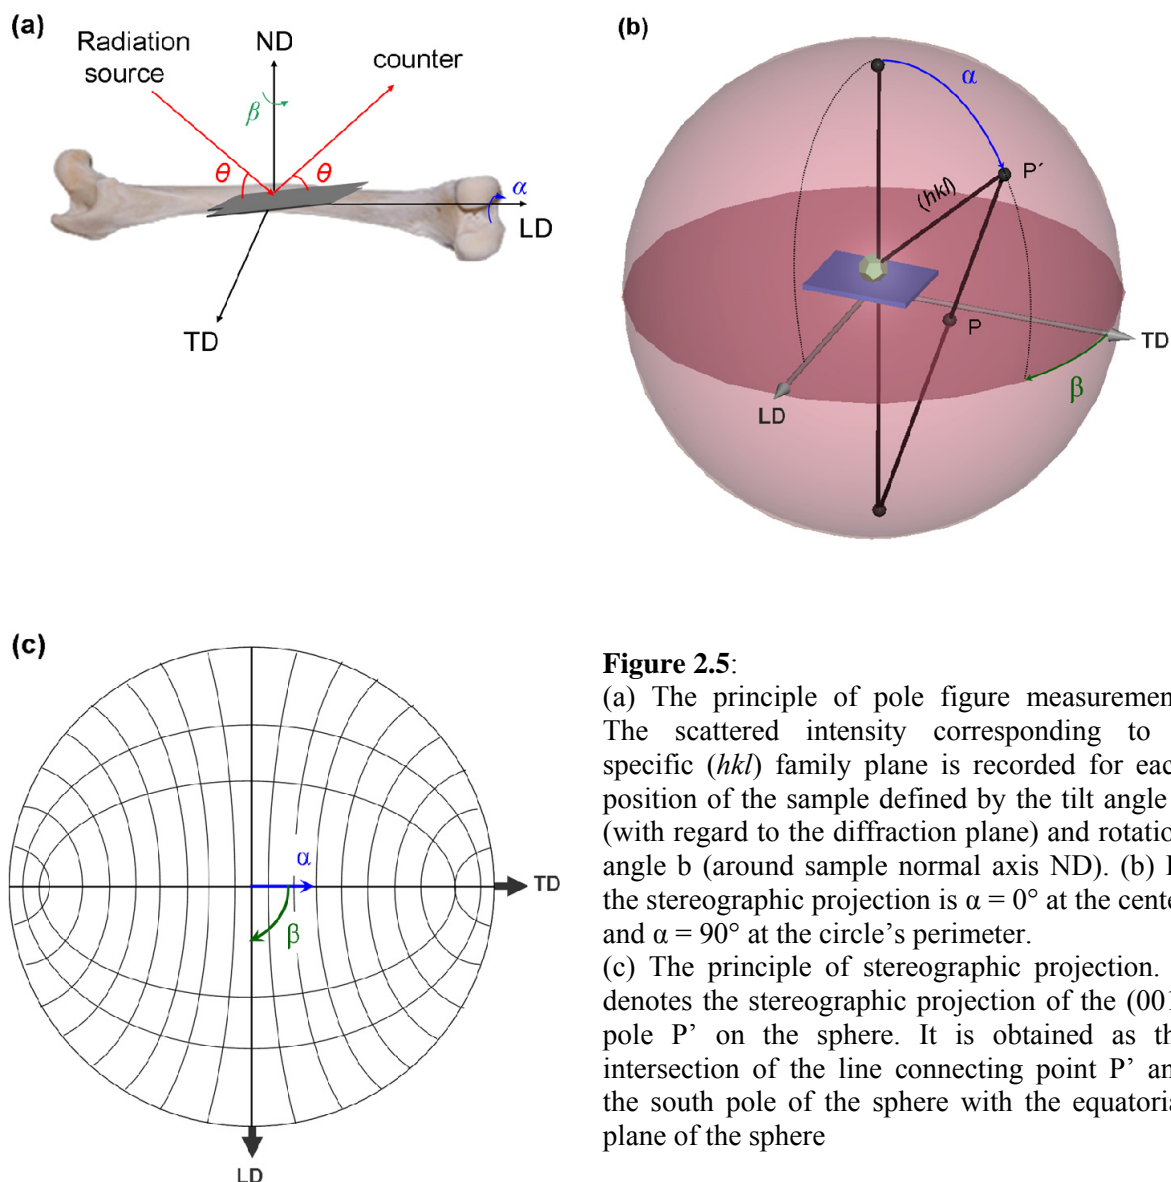 (a)
Radiation
source
ND
counter
β
θ
θ
α
LD
TD
(b)
α
P´
(hkl)
P
TD
β
LD
(c)
α
TD
β
LD
Figure 2.5:
(a) The principle of pole figure measurement
The scattered intensity corresponding to
specific (hkl) family plane is recorded for eac
position of the sample defined by the tilt angle
(with regard to the diffraction plane) and rotation
angle b (around sample normal axis ND). (b) I
the stereographic projection is α = 0° at the center
and α = 90° at the circle’s perimeter.
(c) The principle of stereographic projection.
denotes the stereographic projection of the (001
pole P’ on the sphere. It is obtained as th
intersection of the line connecting point P’ an
the south pole of the sphere with the equatoria
plane of the sphere